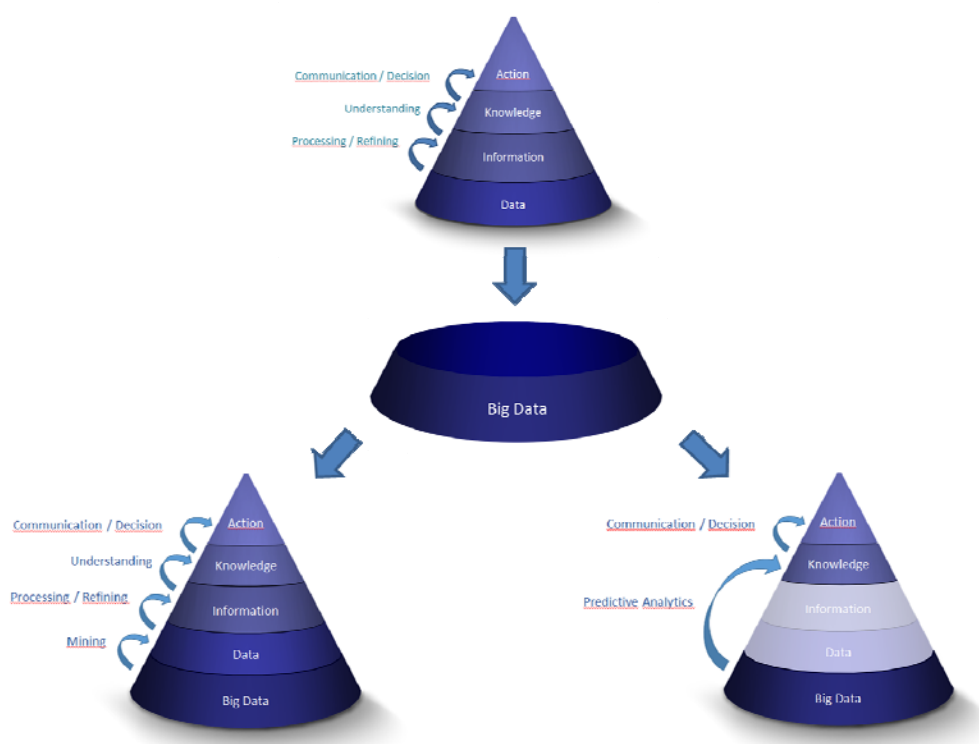 Communication / Decision
Action
Understanding
Knowledge
Processing / Refining
Information
Data
Big Data
Communication / Decision
Action
Understanding
Knowledge
Processing / Refining
Information
Mining
Data
Big Data
Communication / Decision
Action
Knowledge
Predictive Analytics
Information
Data
Big Data